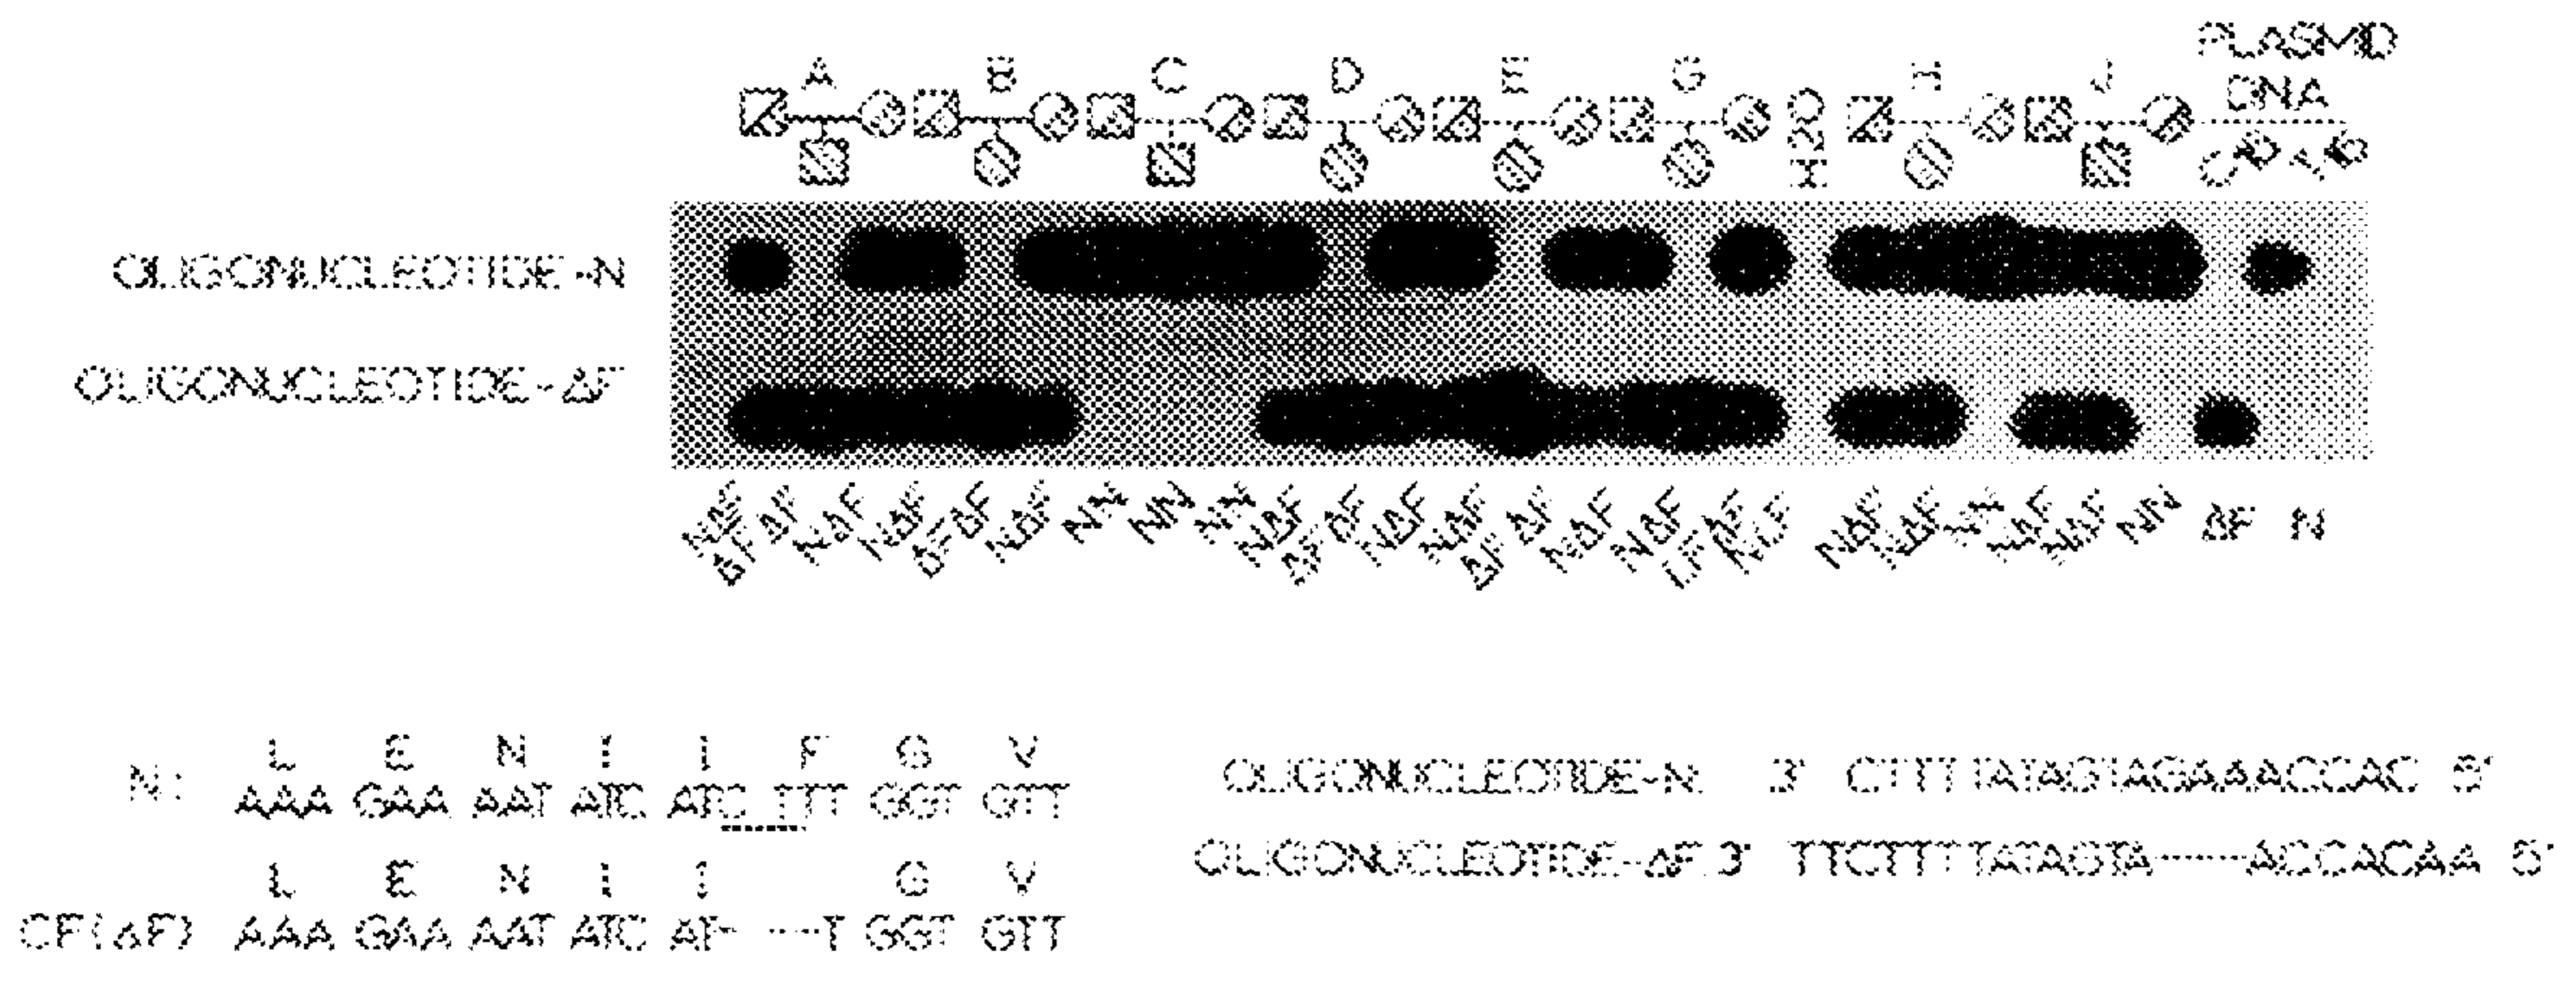 PLASMID
A B C D E G H J DNA
H2O
OLIGONUCLEOTIDE-N
OLIGONUCLEOTIDE-ΔF
NΔF ΔFΔF NΔF NΔF ΔFΔF NΔF NN NN NN NΔF ΔFΔF NΔF NΔF ΔFΔF NΔF NΔF NΔF NΔF NΔF NN NΔF NΔF NN ΔF N
L E N I I F G V
N: AAA GAA AAT ATC ATC TTT GGT GTT
OLIGONUCLEOTIDE-N: 3' CTTTTATAGTAGAAACCAC 5'
L E N I I G V
OLIGONUCLEOTIDE-ΔF: 3' TTCTTTTATAGTA------ACCACAA 5'
CF(ΔF) AAA GAA AAT ATC AT- ---T GGT GTT